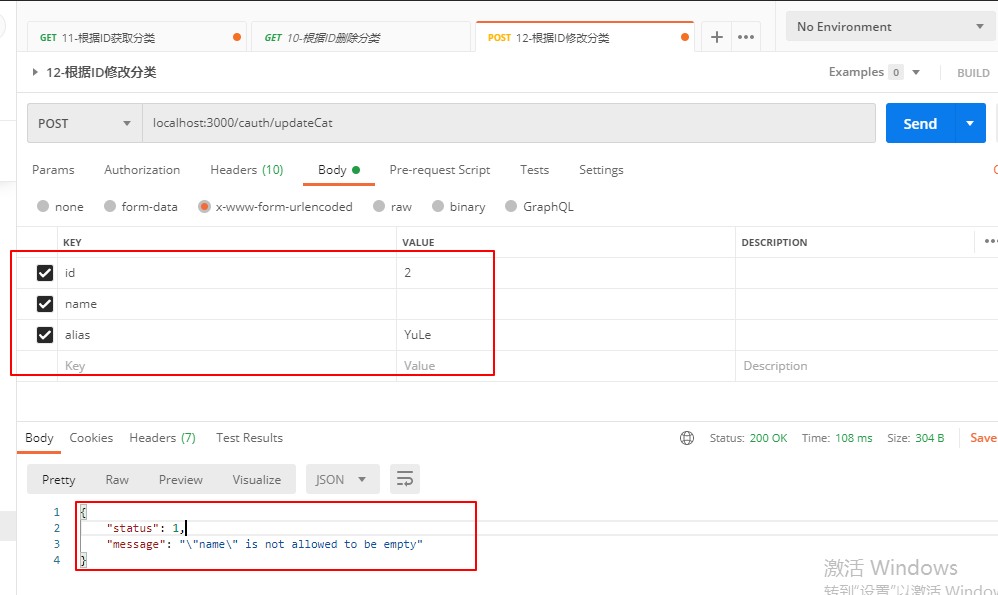 GET 11-根据ID获取分类
GET 10-根据ID删除分类
POST 12-根据ID修改分类
No Environment
12-根据ID修改分类
Examples 0
BUILD
POST
localhost:3000/cauth/updateCat
Send
Params Authorization Headers (10) Body Pre-request Script Tests Settings
none form-data x-www-form-urlencoded raw binary GraphQL
KEY VALUE DESCRIPTION
id 2
name
alias YuLe
Key Value Description
Body Cookies Headers (7) Test Results
Status: 200 OK Time: 108 ms Size: 304 B Save
Pretty Raw Preview Visualize JSON
1 {
2 "status": 1,
3 "message": "\"name\" is not allowed to be empty"
4 }
激活 Windows
转到"设置"以激活 Windows